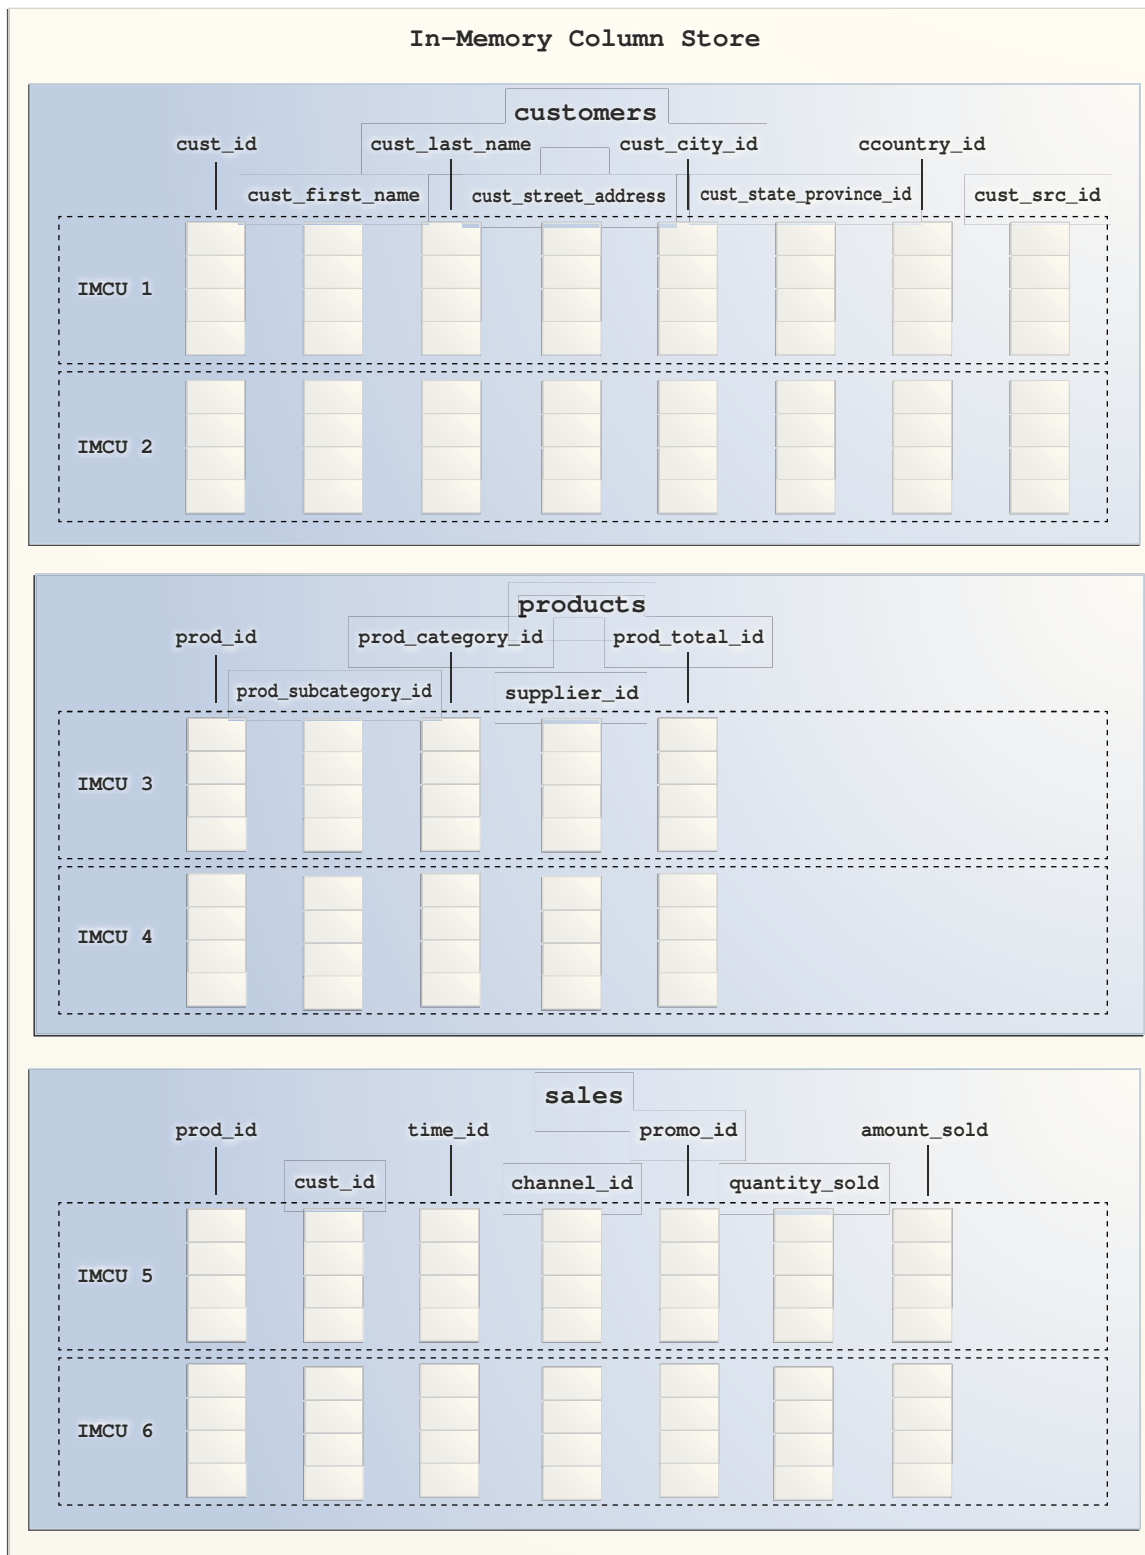 In-Memory Column Store
customers
cust_id cust_last_name cust_city_id ccountry_id
cust_first_name cust_street_address cust_state_province_id cust_src_id
IMCU 1
IMCU 2
products
prod_id prod_category_id prod_total_id
prod_subcategory_id supplier_id
IMCU 3
IMCU 4
sales
prod_id time_id promo_id amount_sold
cust_id channel_id quantity_sold
IMCU 5
IMCU 6